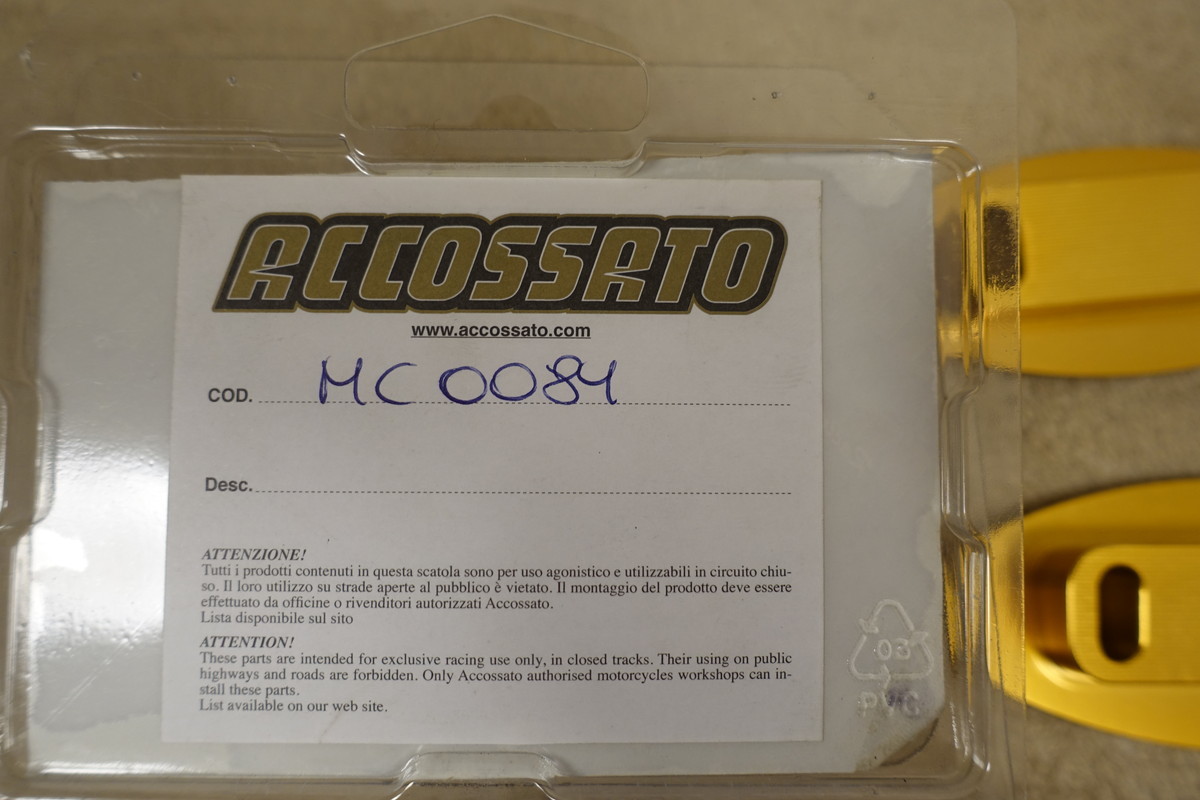 ACCOSSATO
www.accossato.com
COD. MC0084
Desc.
ATTENZIONE!
Tutti i prodotti contenuti in questa scatola sono per uso agonistico e utilizzabili in circuito chiu-
so. Il loro utilizzo su strade aperte al pubblico è vietato. Il montaggio del prodotto deve essere
effettuato da officine o rivenditori autorizzati Accossato.
Lista disponibile sul sito
ATTENTION!
These parts are intended for exclusive racing use only, in closed tracks. Their using on public
highways and roads are forbidden. Only Accossato authorised motorcycles workshops can in-
stall these parts.
List available on our web site.
03
PVC